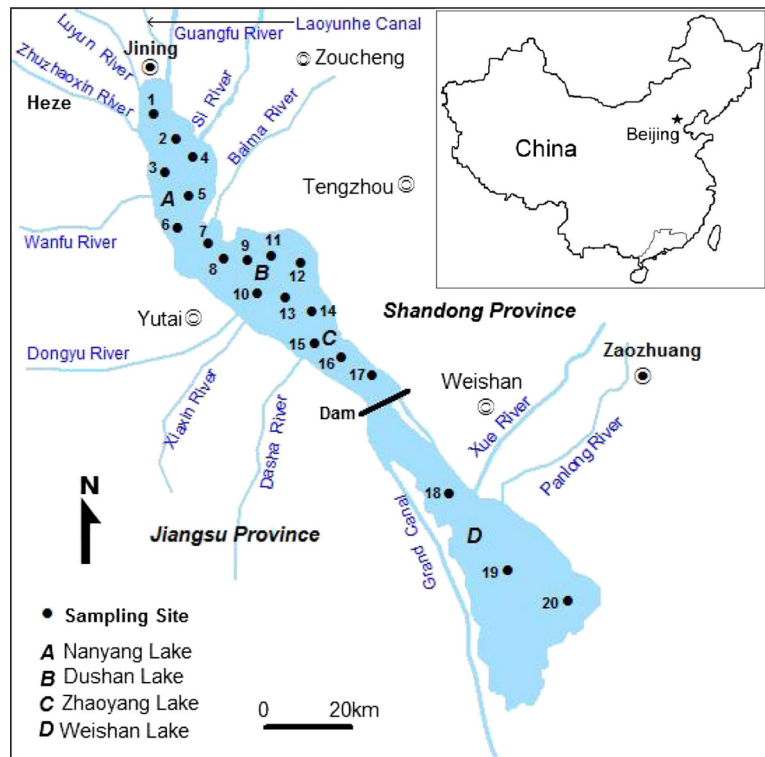 Laoyunhe Canal
Guangfu River
Luyun River
Jining
Zoucheng
Zhuzhaoxin River
Heze
Si River
Baima River
Beijing
China
Tengzhou
1
2
4
3
A
5
6
Wanfu River
7
8
9
11
B
12
10
13
14
Yutai
15
C
16
17
Shandong Province
Dongyu River
Xiaxin River
Dasha River
Dam
Weishan
Zaozhuang
Xue River
Panlong River
N
Jiangsu Province
Grand Canal
18
D
19
20
Sampling Site
A Nanyang Lake
B Dushan Lake
C Zhaoyang Lake
D Weishan Lake
0 20km